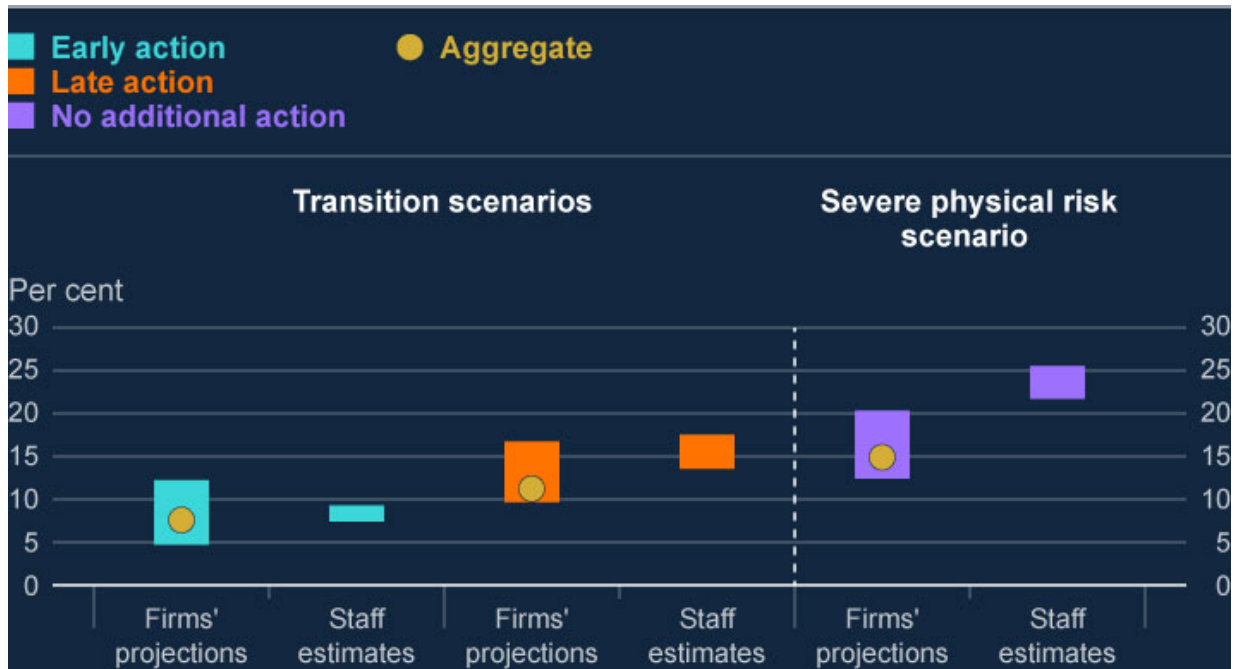 Early action
Aggregate
Late action
No additional action
Transition scenarios
Severe physical risk
scenario
Per cent
30
30
25
25
20
20
15
15
10
10
5
5
0
0
Firms'
projections
Staff
estimates
Firms'
projections
Staff
estimates
Firms'
projections
Staff
estimates